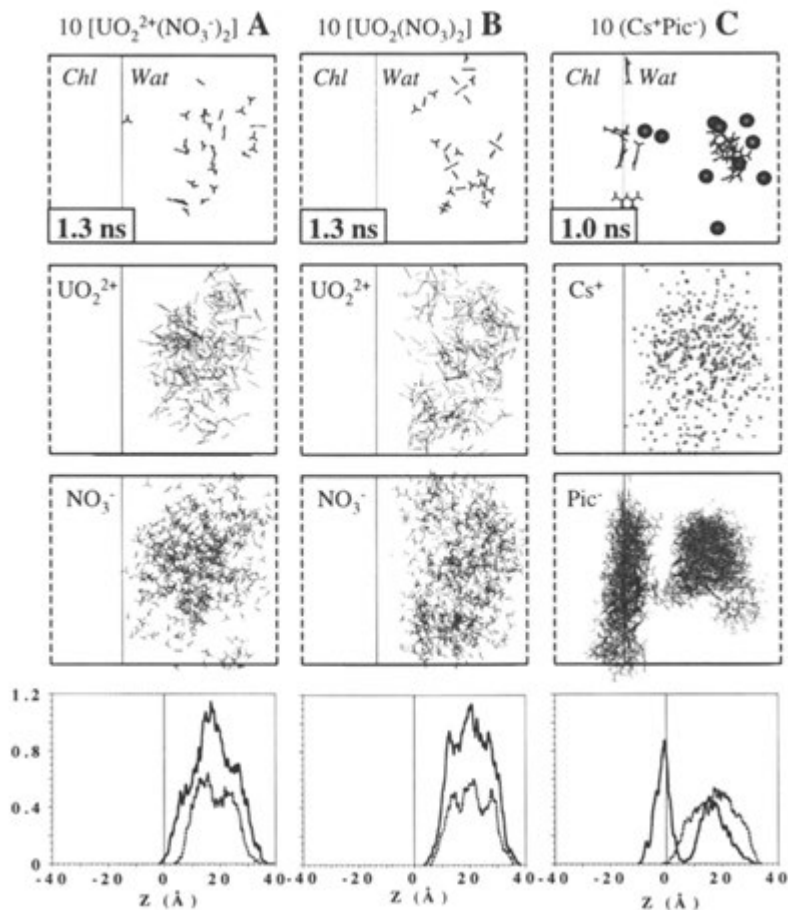 10 [UO₂²⁺(NO₃⁻)₂] A 10 [UO₂(NO₃)₂] B 10 (Cs⁺Pic⁻) C
Chl Wat Chl Wat Chl Wat
1.3 ns 1.3 ns 1.0 ns
UO₂²⁺ UO₂²⁺ Cs⁺
NO₃⁻ NO₃⁻ Pic⁻
1.2
0.8
0.4
0
-40 -20 0 20 40 -20 0 20 40 -40 -20 0 20 40
Z (Å) Z (Å) Z (Å)